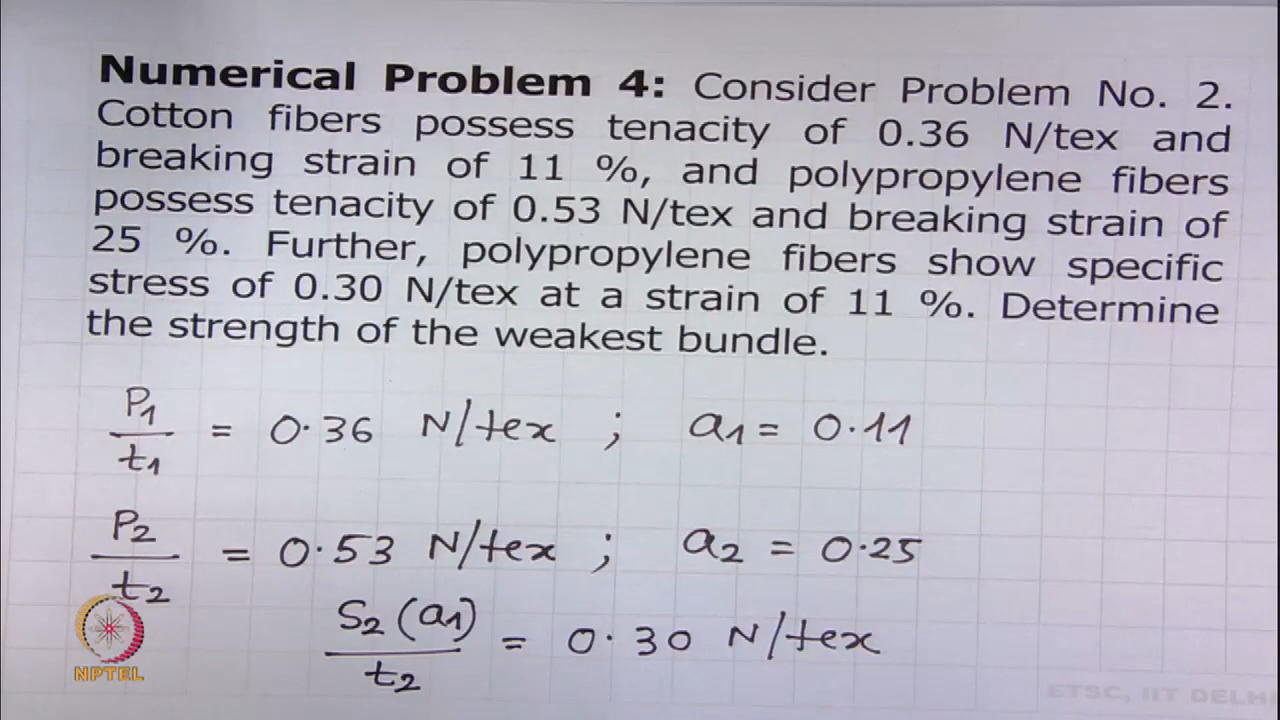 Numerical Problem 4: Consider Problem No. 2.
Cotton fibers possess tenacity of 0.36 N/tex and
breaking strain of 11 %, and polypropylene fibers
possess tenacity of 0.53 N/tex and breaking strain of
25 %. Further, polypropylene fibers show specific
stress of 0.30 N/tex at a strain of 11 %. Determine
the strength of the weakest bundle.
P1/t1 = 0.36 N/tex ; a1 = 0.11
P2/t2 = 0.53 N/tex ; a2 = 0.25
S2(a1)/t2 = 0.30 N/tex
NPTEL
ETSC, IIT DELH